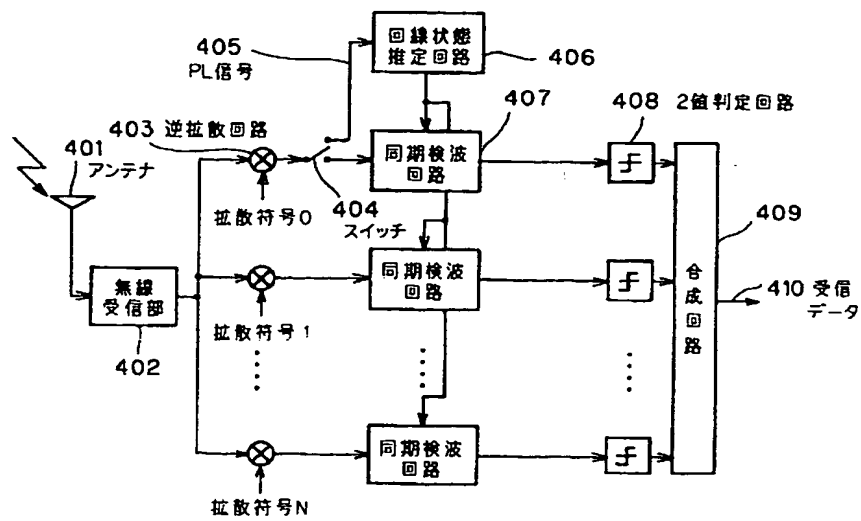 405
PL信号
回線状態
推定回路
406
407
408 2値判定回路
403 逆拡散回路
401
アンテナ
同期検波
回路
拡散符号0
404
スイッチ
409
同期検波
回路
無線
受信部
合成回路
410 受信
データ
拡散符号1
402
同期検波
回路
拡散符号N